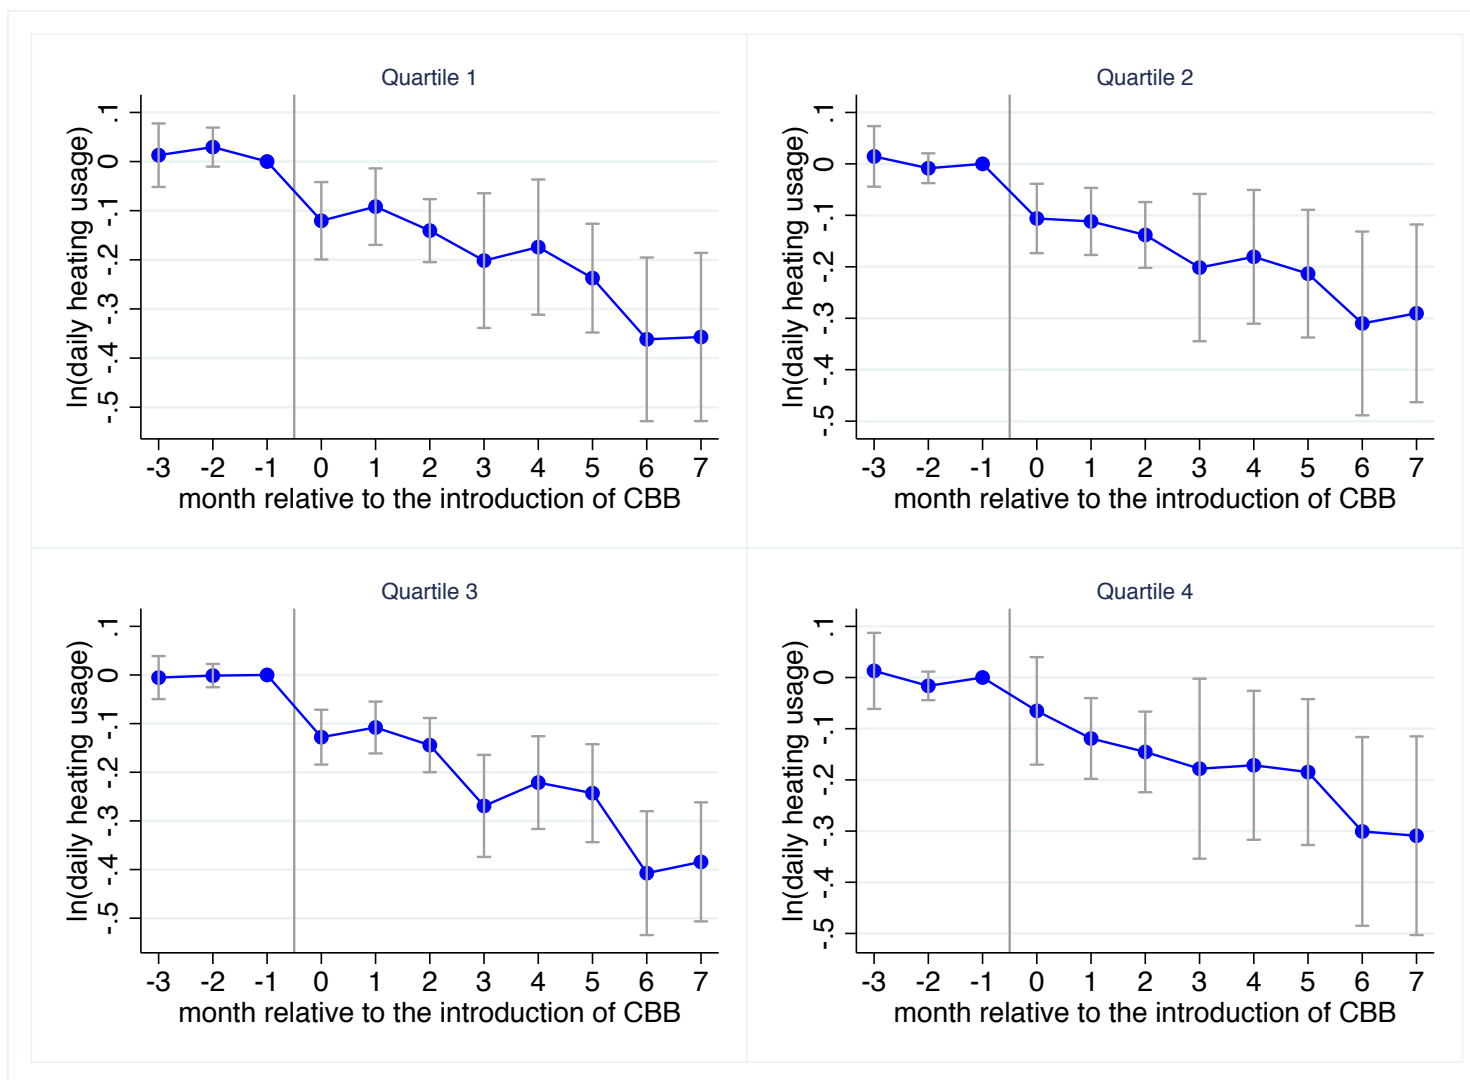 Quartile 1
ln(daily heating usage)
.1
0
-.1
-.2
-.3
-.4
-.5
-3 -2 -1 0 1 2 3 4 5 6 7
month relative to the introduction of CBB
Quartile 2
ln(daily heating usage)
.1
0
-.1
-.2
-.3
-.4
-.5
-3 -2 -1 0 1 2 3 4 5 6 7
month relative to the introduction of CBB
Quartile 3
ln(daily heating usage)
.1
0
-.1
-.2
-.3
-.4
-.5
-3 -2 -1 0 1 2 3 4 5 6 7
month relative to the introduction of CBB
Quartile 4
ln(daily heating usage)
.1
0
-.1
-.2
-.3
-.4
-.5
-3 -2 -1 0 1 2 3 4 5 6 7
month relative to the introduction of CBB